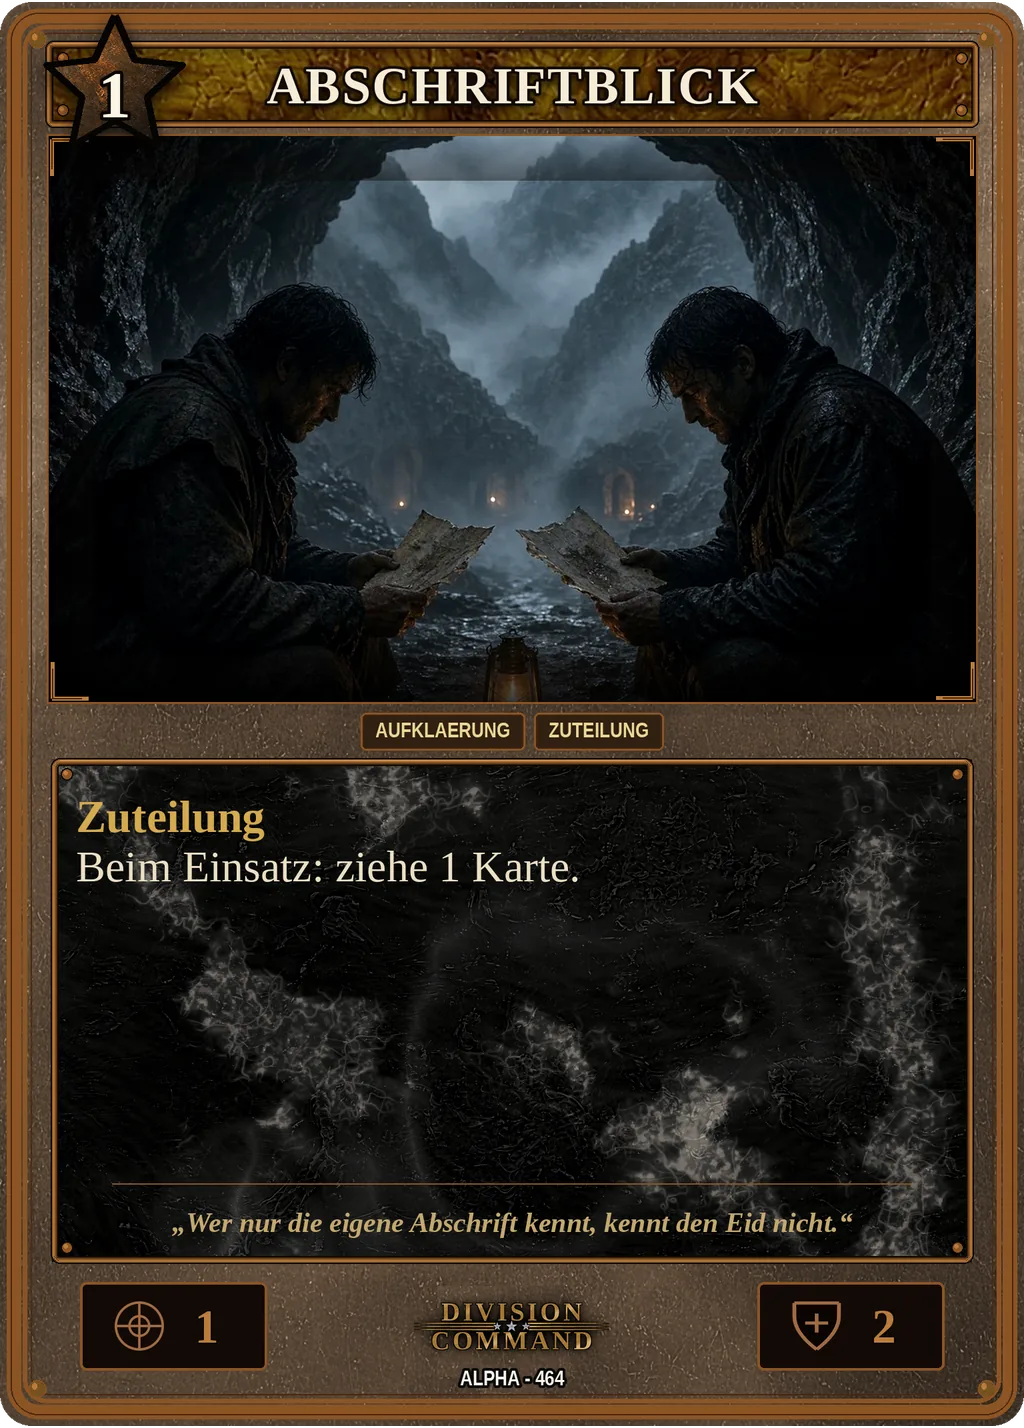 1
ABSCHRIFTBLICK
AUFKLAERUNG ZUTEILUNG
Zuteilung
Beim Einsatz: ziehe 1 Karte.
„Wer nur die eigene Abschrift kennt, kennt den Eid nicht.“
1
DIVISION
COMMAND
2
ALPHA - 464